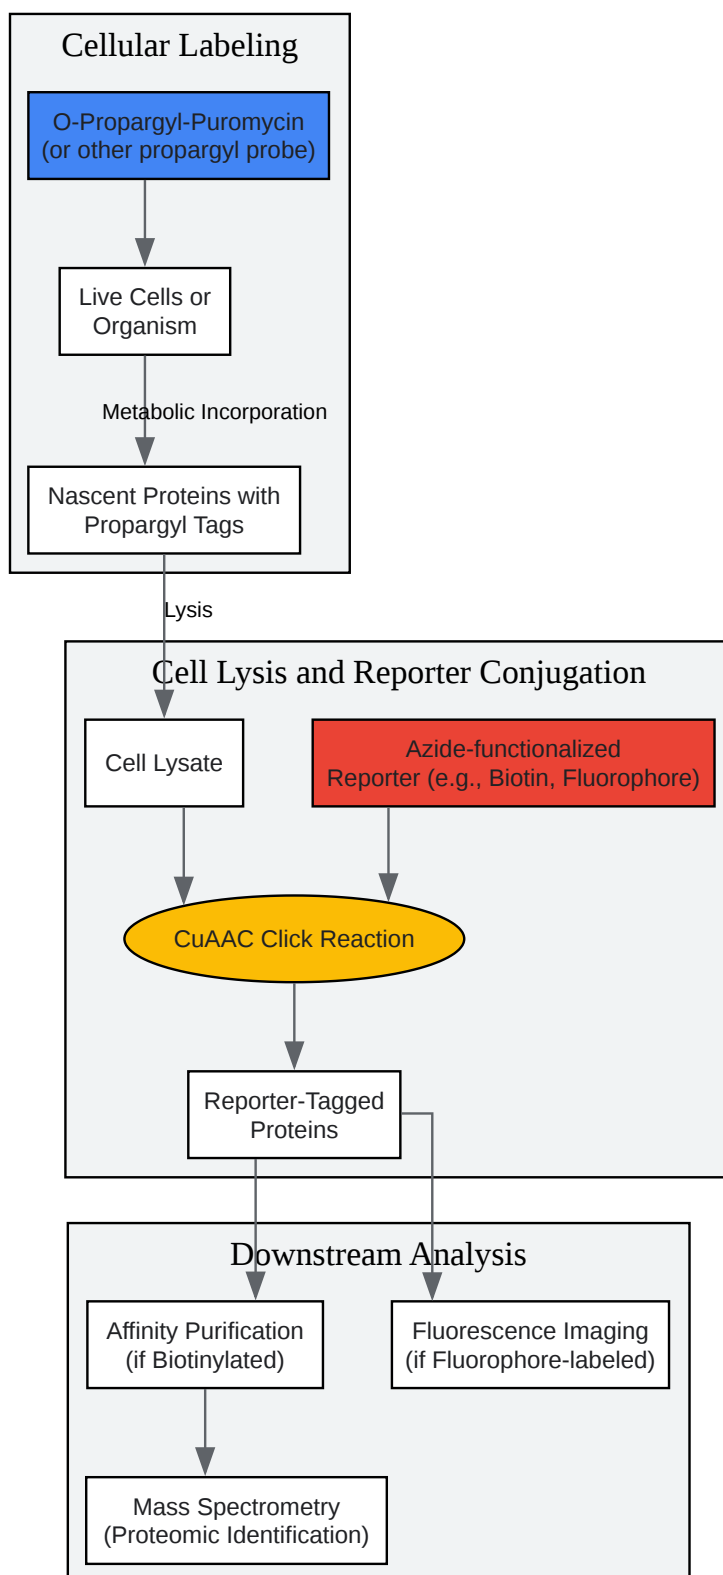 Cellular Labeling
O-Propargyl-Puromycin
(or other propargyl probe)
Live Cells or
Organism
Metabolic Incorporation
Nascent Proteins with
Propargyl Tags
Lysis
Cell Lysis and Reporter Conjugation
Cell Lysate
Azide-functionalized
Reporter (e.g., Biotin, Fluorophore)
CuAAC Click Reaction
Reporter-Tagged
Proteins
Downstream Analysis
Affinity Purification
(if Biotinylated)
Fluorescence Imaging
(if Fluorophore-labeled)
Mass Spectrometry
(Proteomic Identification)